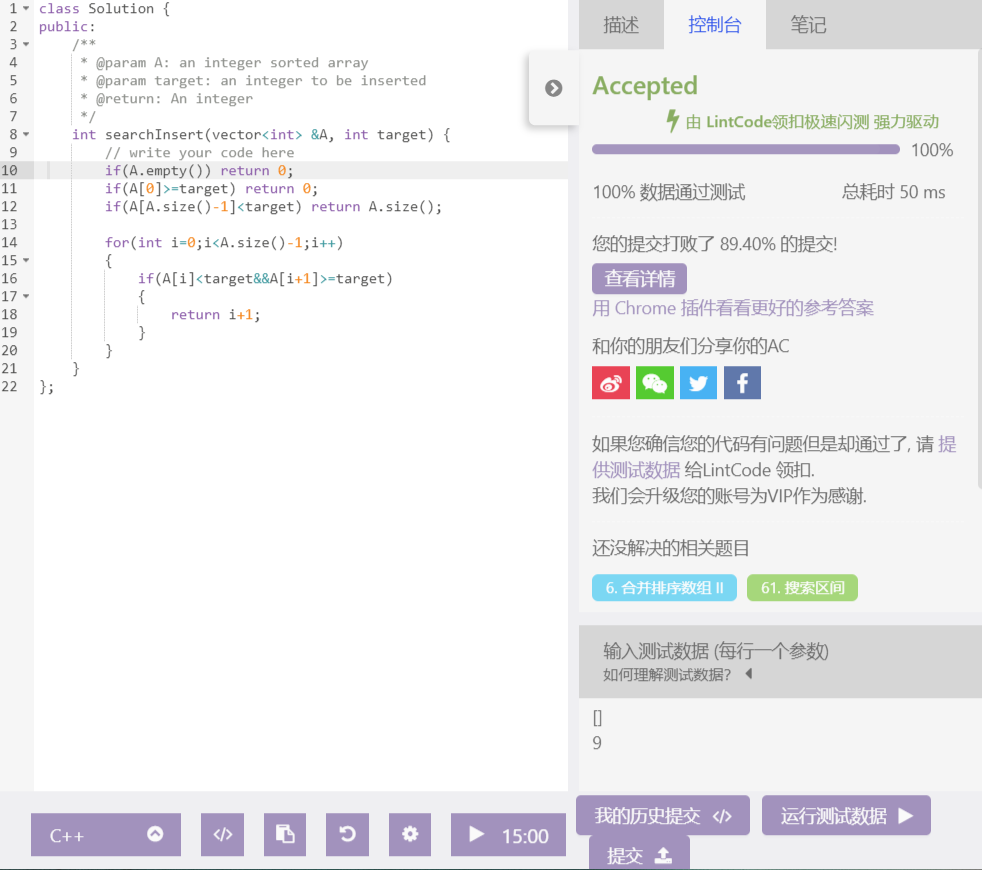 1 class Solution {
2 public:
3 /**
4 * @param A: an integer sorted array
5 * @param target: an integer to be inserted
6 * @return: An integer
7 */
8 int searchInsert(vector<int> &A, int target) {
9 // write your code here
10 if(A.empty()) return 0;
11 if(A[0]>=target) return 0;
12 if(A[A.size()-1]<target) return A.size();
13
14 for(int i=0;i<A.size()-1;i++)
15 {
16 if(A[i]<target&&A[i+1]>=target)
17 {
18 return i+1;
19 }
20 }
21 }
22 };
C++
</>
15:00
描述 控制台 笔记
Accepted
由 LintCode领扣极速闪测 强力驱动
100%
100% 数据通过测试 总耗时 50 ms
您的提交打败了 89.40% 的提交!
查看详情
用 Chrome 插件看看更好的参考答案
和你的朋友们分享你的AC
如果您确信您的代码有问题但是却通过了, 请 提
供测试数据 给LintCode 领扣.
我们会升级您的账号为VIP作为感谢.
还没解决的相关题目
6. 合并排序数组 II 61. 搜索区间
输入测试数据 (每行一个参数)
如何理解测试数据?
[]
9
我的历史提交 </> 运行测试数据
提交